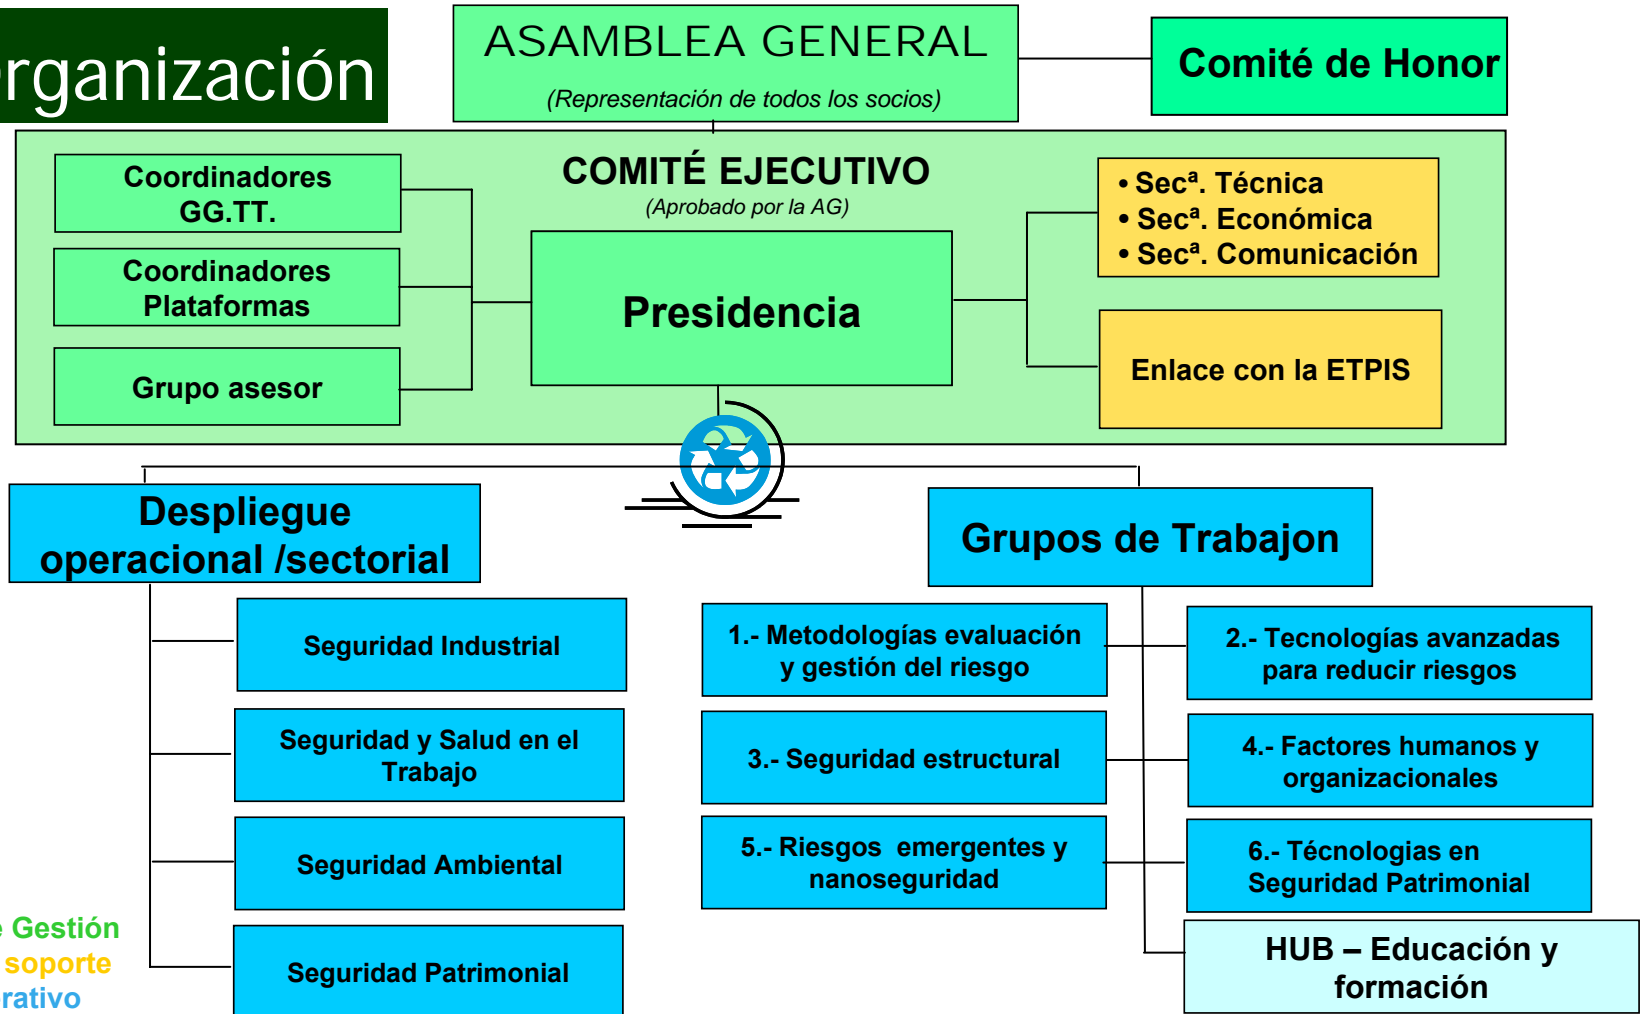 rganización
ASAMBLEA GENERAL
(Representación de todos los socios)
Comité de Honor
COMITÉ EJECUTIVO
(Aprobado por la AG)
Coordinadores
GG.TT.
Coordinadores
Plataformas
Grupo asesor
Presidencia
• Secª. Técnica
• Secª. Económica
• Secª. Comunicación
Enlace con la ETPIS
Despliegue
operacional /sectorial
Seguridad Industrial
Seguridad y Salud en el
Trabajo
Seguridad Ambiental
Seguridad Patrimonial
Grupos de Trabajon
1.- Metodologías evaluación
y gestión del riesgo
2.- Tecnologías avanzadas
para reducir riesgos
3.- Seguridad estructural
4.- Factores humanos y
organizacionales
5.- Riesgos emergentes y
nanoseguridad
6.- Técnologias en
Seguridad Patrimonial
HUB – Educación y
formación
e Gestión
soporte
rativo